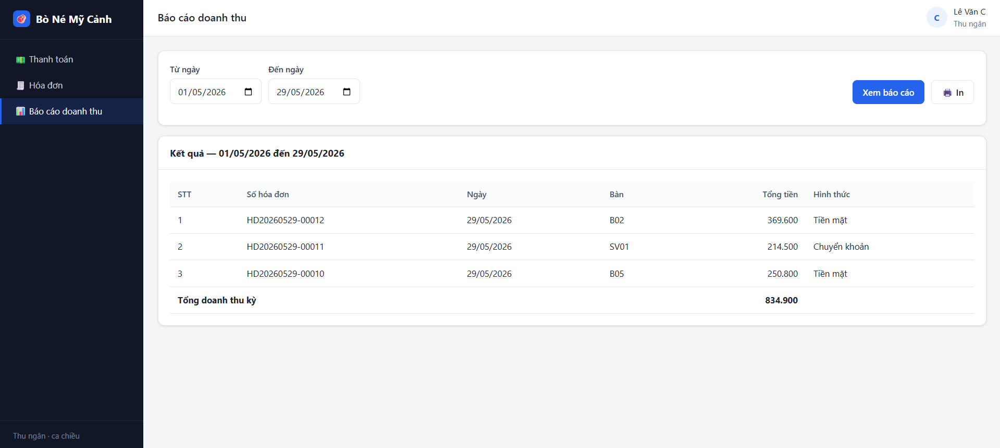 Bò Né Mỹ Cảnh
Thanh toán
Hóa đơn
Báo cáo doanh thu
Thu ngân · ca chiều
Báo cáo doanh thu
C
Lê Văn C
Thu ngân
Từ ngày Đến ngày
01/05/2026 29/05/2026
Xem báo cáo In
Kết quả — 01/05/2026 đến 29/05/2026
STT Số hóa đơn Ngày Bàn Tổng tiền Hình thức
1 HD20260529-00012 29/05/2026 B02 369.600 Tiền mặt
2 HD20260529-00011 29/05/2026 SV01 214.500 Chuyển khoản
3 HD20260529-00010 29/05/2026 B05 250.800 Tiền mặt
Tổng doanh thu kỳ 834.900